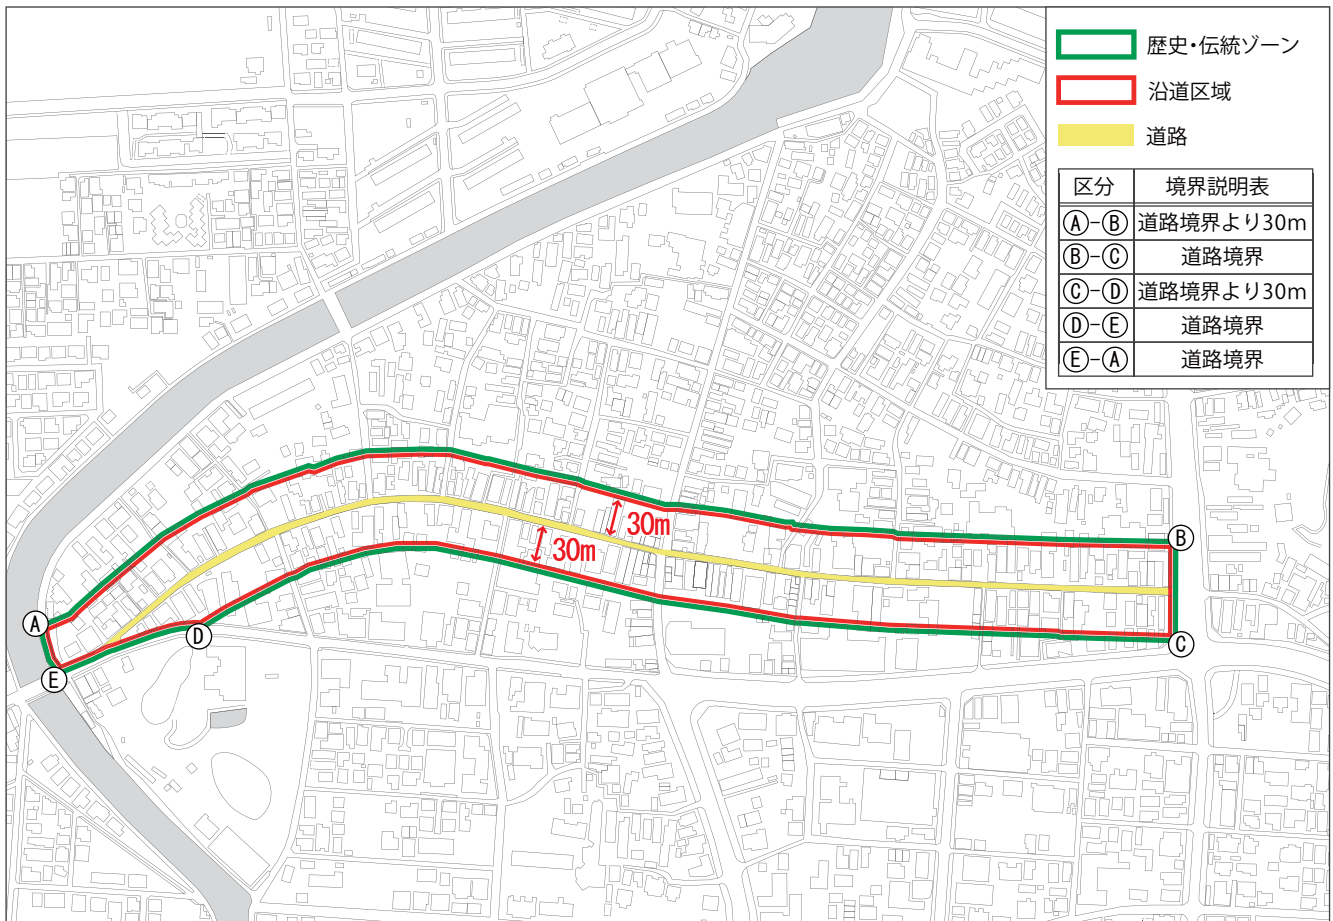 歴史・伝統ゾーン
沿道区域
道路
区分 境界説明表
Ⓐ-Ⓑ 道路境界より30m
Ⓑ-Ⓒ 道路境界
Ⓒ-Ⓓ 道路境界より30m
Ⓓ-Ⓔ 道路境界
Ⓔ-Ⓐ 道路境界
30m
30m
B
A
D
C
E